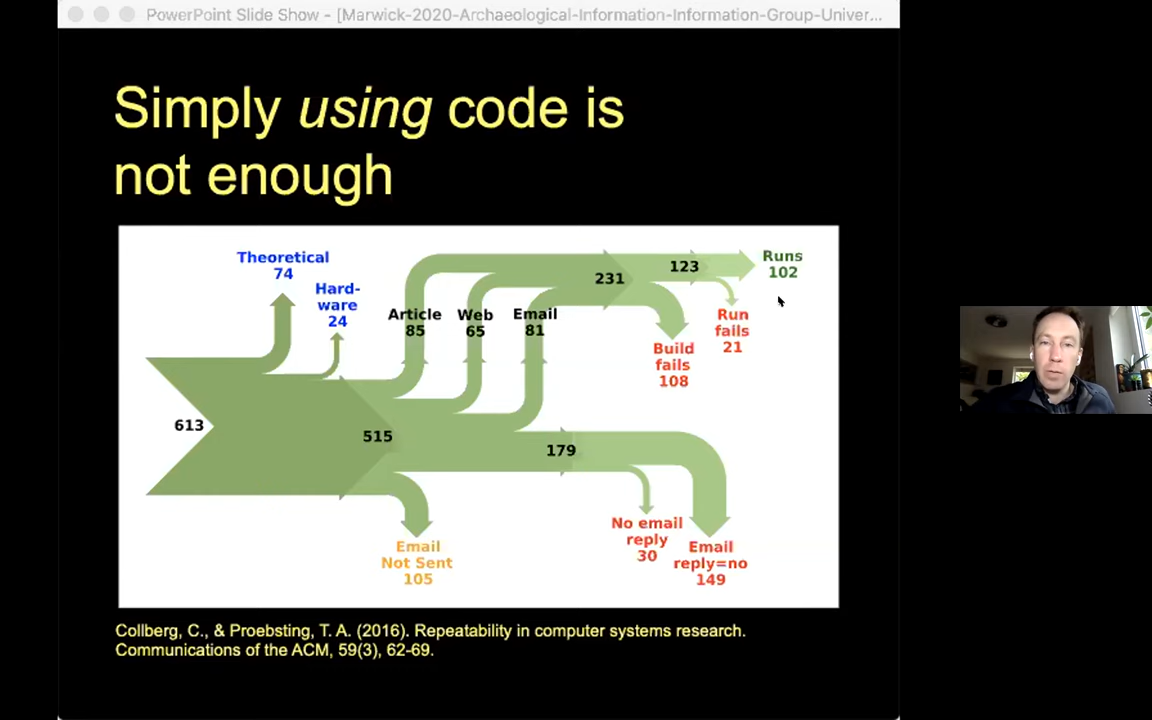 PowerPoint Slide Show - [Marwick-2020-Archaeological-Information-Information-Group-Univer...
Simply using code is
not enough
Theoretical
74
Hard-
ware
24
Article
85
Web
65
Email
81
231
123
Runs
102
Run
fails
21
Build
fails
108
613
515
179
Email
Not Sent
105
No email
reply
30
Email
reply=no
149
Collberg, C., & Proebsting, T. A. (2016). Repeatability in computer systems research.
Communications of the ACM, 59(3), 62-69.